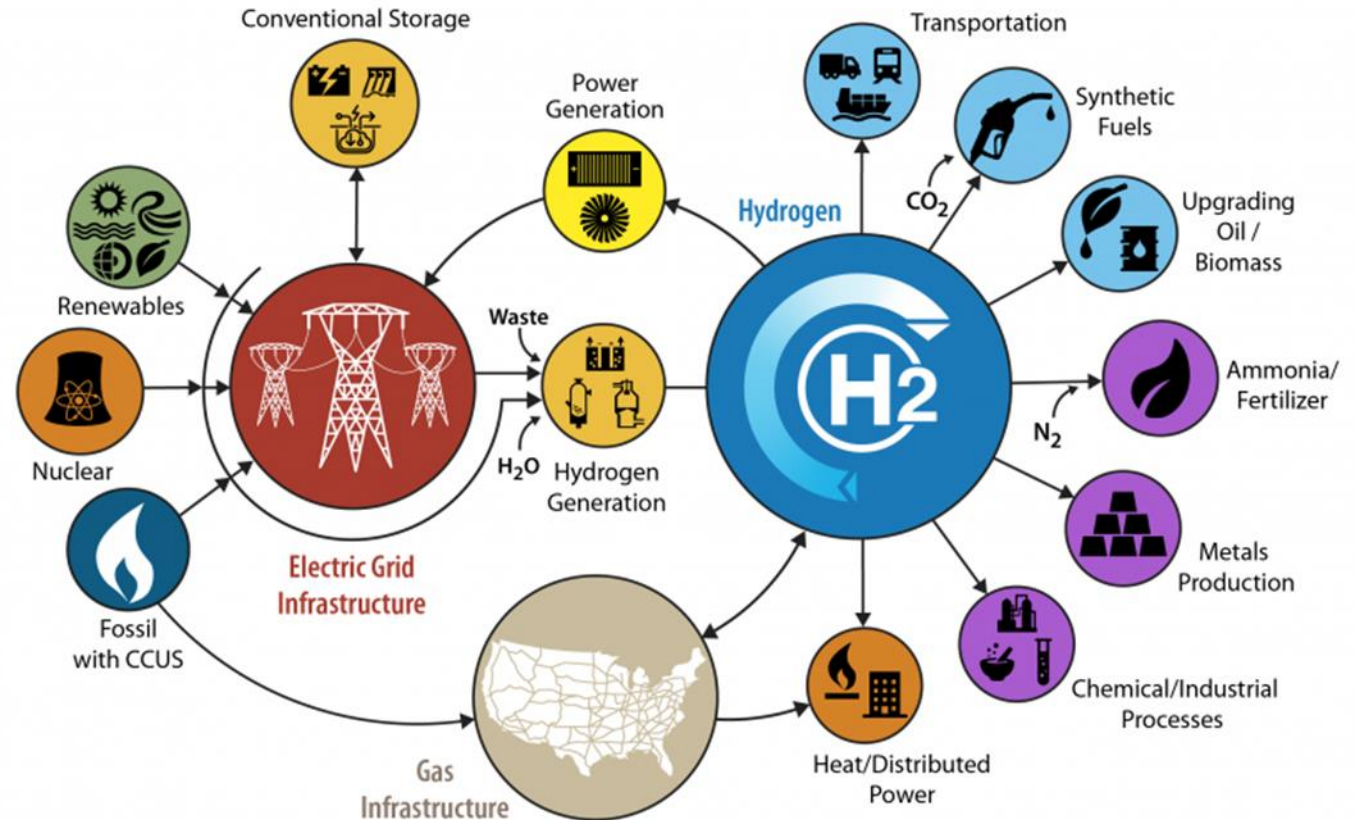 Conventional Storage
Transportation
Power
Generation
Synthetic
Fuels
CO2
Hydrogen
Upgrading
Oil /
Biomass
Renewables
Waste
H2
Ammonia/
Fertilizer
N2
Nuclear
H2O
Hydrogen
Generation
Electric Grid
Infrastructure
Metals
Production
Fossil
with CCUS
Chemical/Industrial
Processes
Gas
Infrastructure
Heat/Distributed
Power